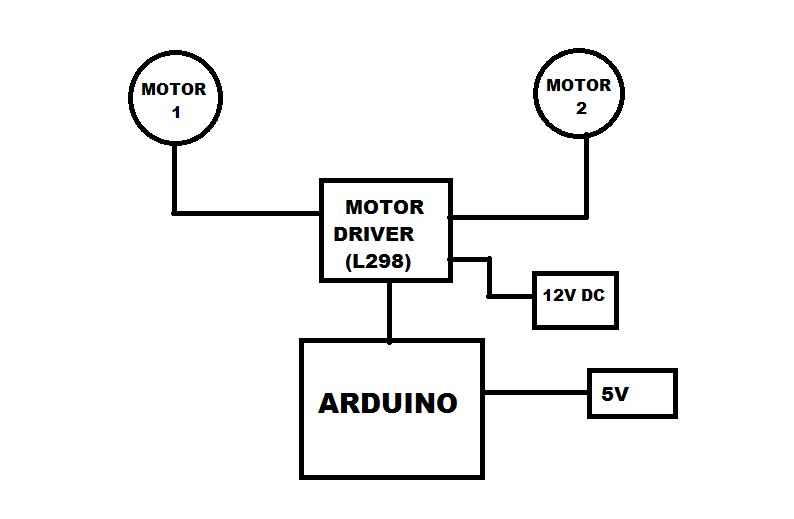 MOTOR
1
MOTOR
2
MOTOR
DRIVER
(L298)
12V DC
ARDUINO
5V